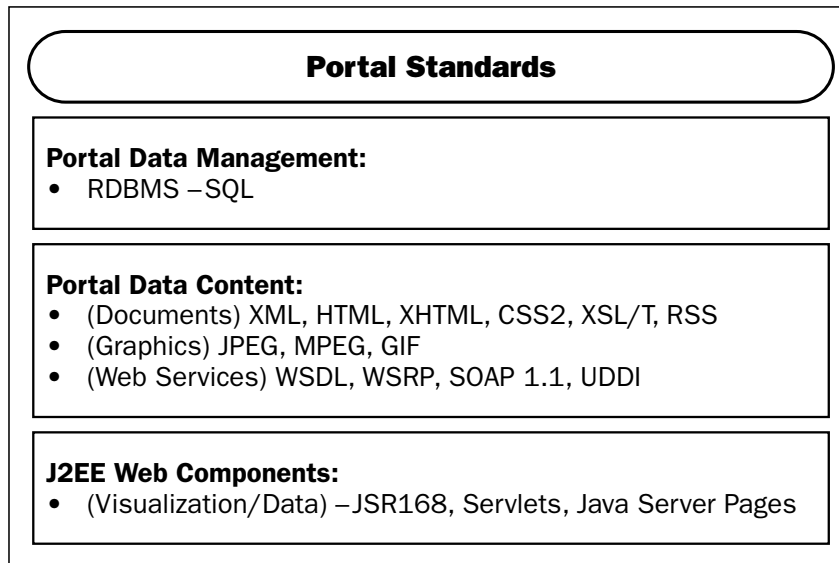 Portal Standards
Portal Data Management:
• RDBMS –SQL
Portal Data Content:
• (Documents) XML, HTML, XHTML, CSS2, XSL/T, RSS
• (Graphics) JPEG, MPEG, GIF
• (Web Services) WSDL, WSRP, SOAP 1.1, UDDI
J2EE Web Components:
• (Visualization/Data) –JSR168, Servlets, Java Server Pages